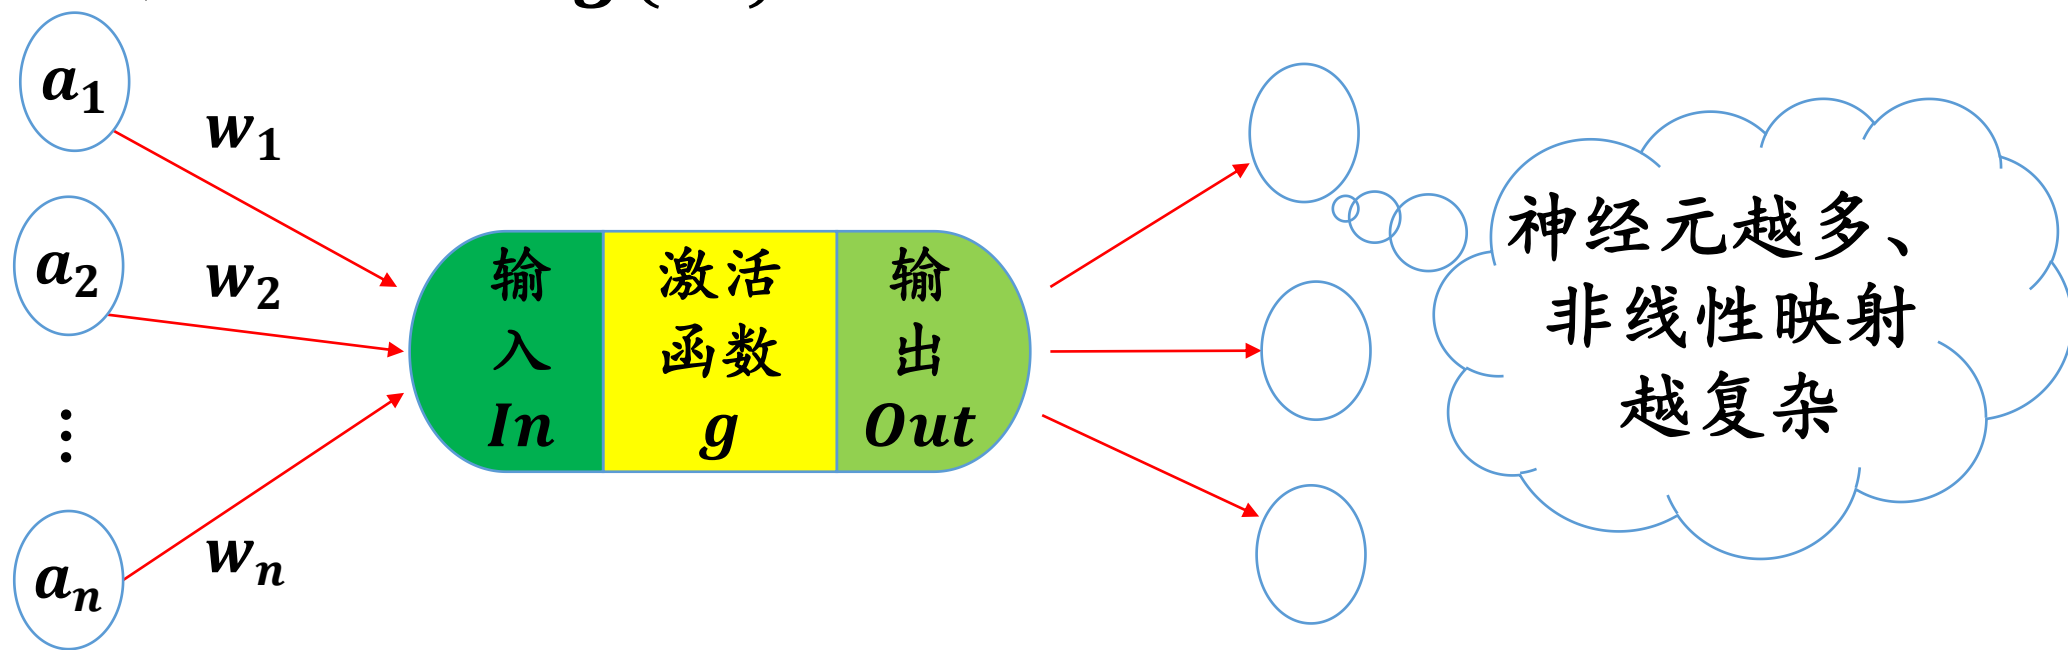 a₁
w₁
a₂
w₂
⋮
aₙ
wₙ
输入 In
激活函数 g
输出 Out
神经元越多、
非线性映射
越复杂